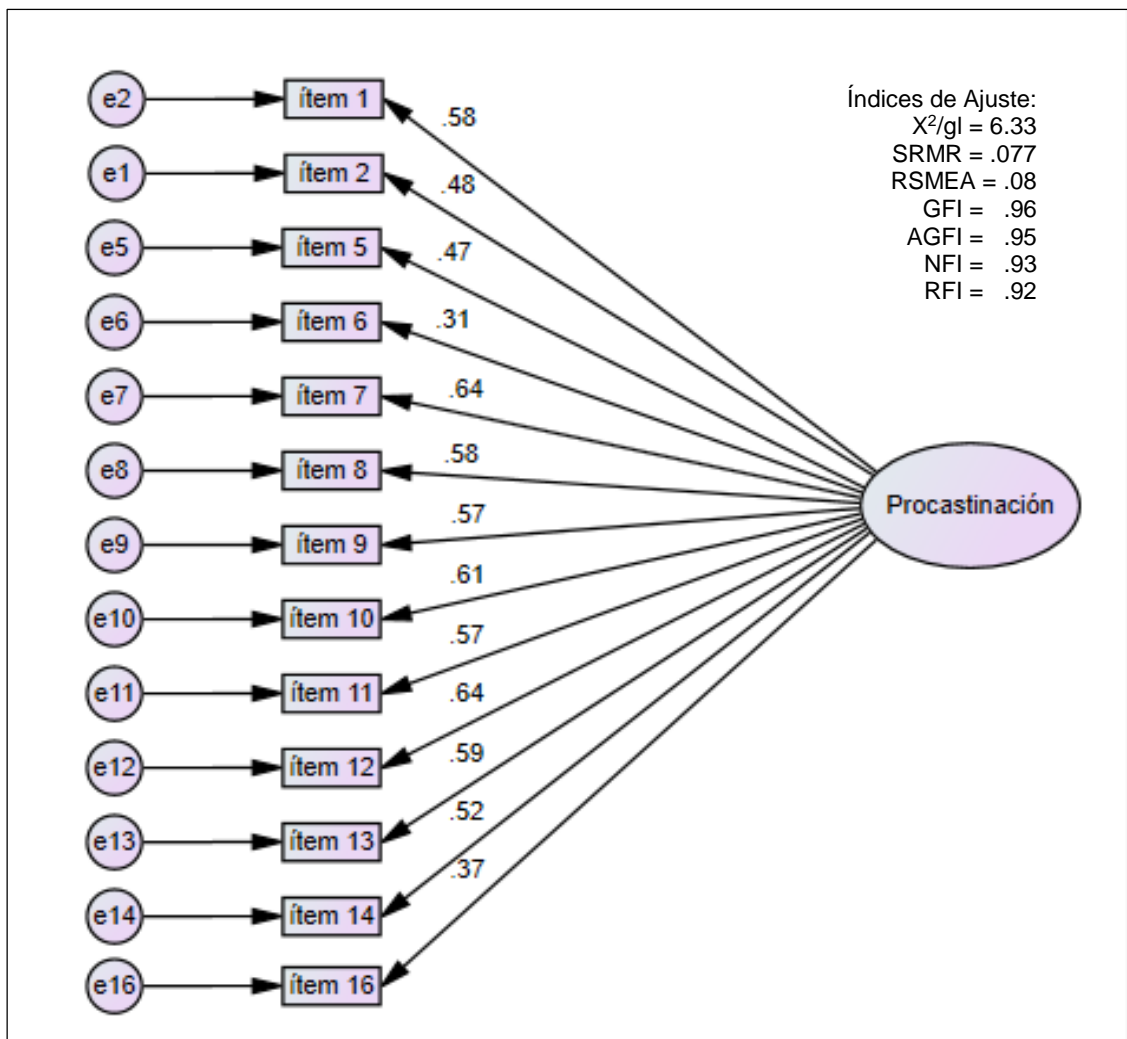 e2 ítem 1 .58
e1 ítem 2 .48
e5 ítem 5 .47
e6 ítem 6 .31
e7 ítem 7 .64
e8 ítem 8 .58
e9 ítem 9 .57
e10 ítem 10 .61
e11 ítem 11 .57
e12 ítem 12 .64
e13 ítem 13 .59
e14 ítem 14 .52
e16 ítem 16 .37
Procastinación
Índices de Ajuste:
X²/gl = 6.33
SRMR = .077
RSMEA = .08
GFI = .96
AGFI = .95
NFI = .93
RFI = .92